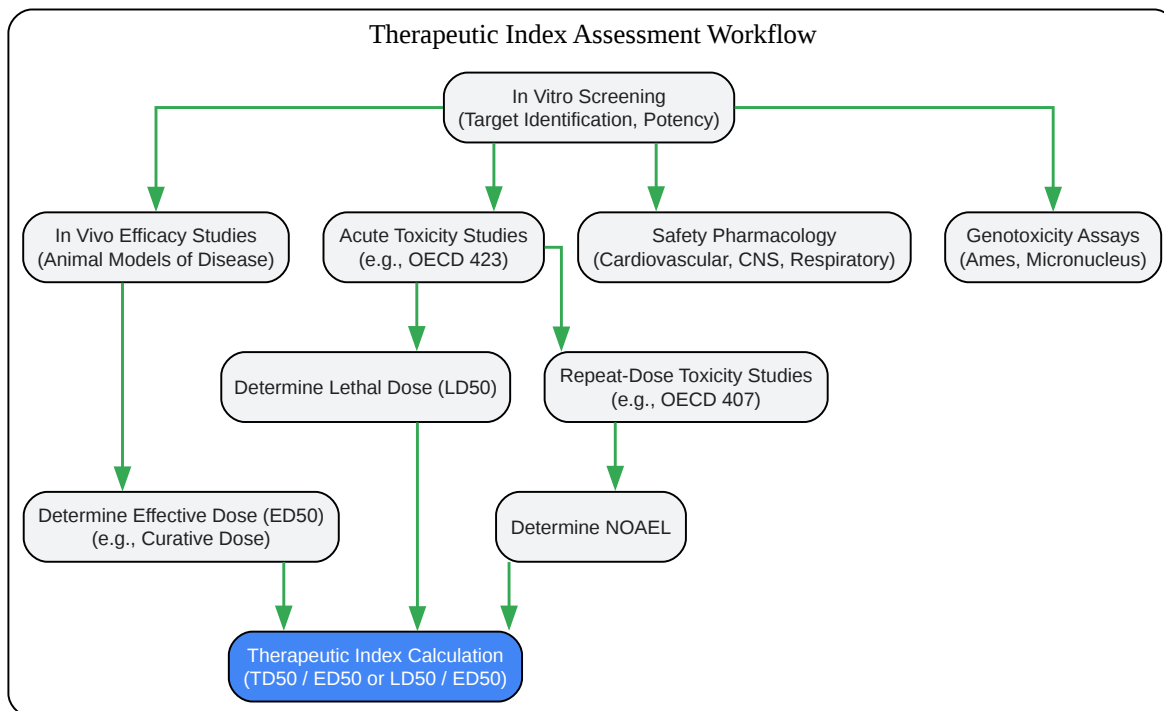 Therapeutic Index Assessment Workflow
In Vitro Screening
(Target Identification, Potency)
In Vivo Efficacy Studies
(Animal Models of Disease)
Acute Toxicity Studies
(e.g., OECD 423)
Safety Pharmacology
(Cardiovascular, CNS, Respiratory)
Genotoxicity Assays
(Ames, Micronucleus)
Determine Lethal Dose (LD50)
Repeat-Dose Toxicity Studies
(e.g., OECD 407)
Determine Effective Dose (ED50)
(e.g., Curative Dose)
Determine NOAEL
Therapeutic Index Calculation
(TD50 / ED50 or LD50 / ED50)